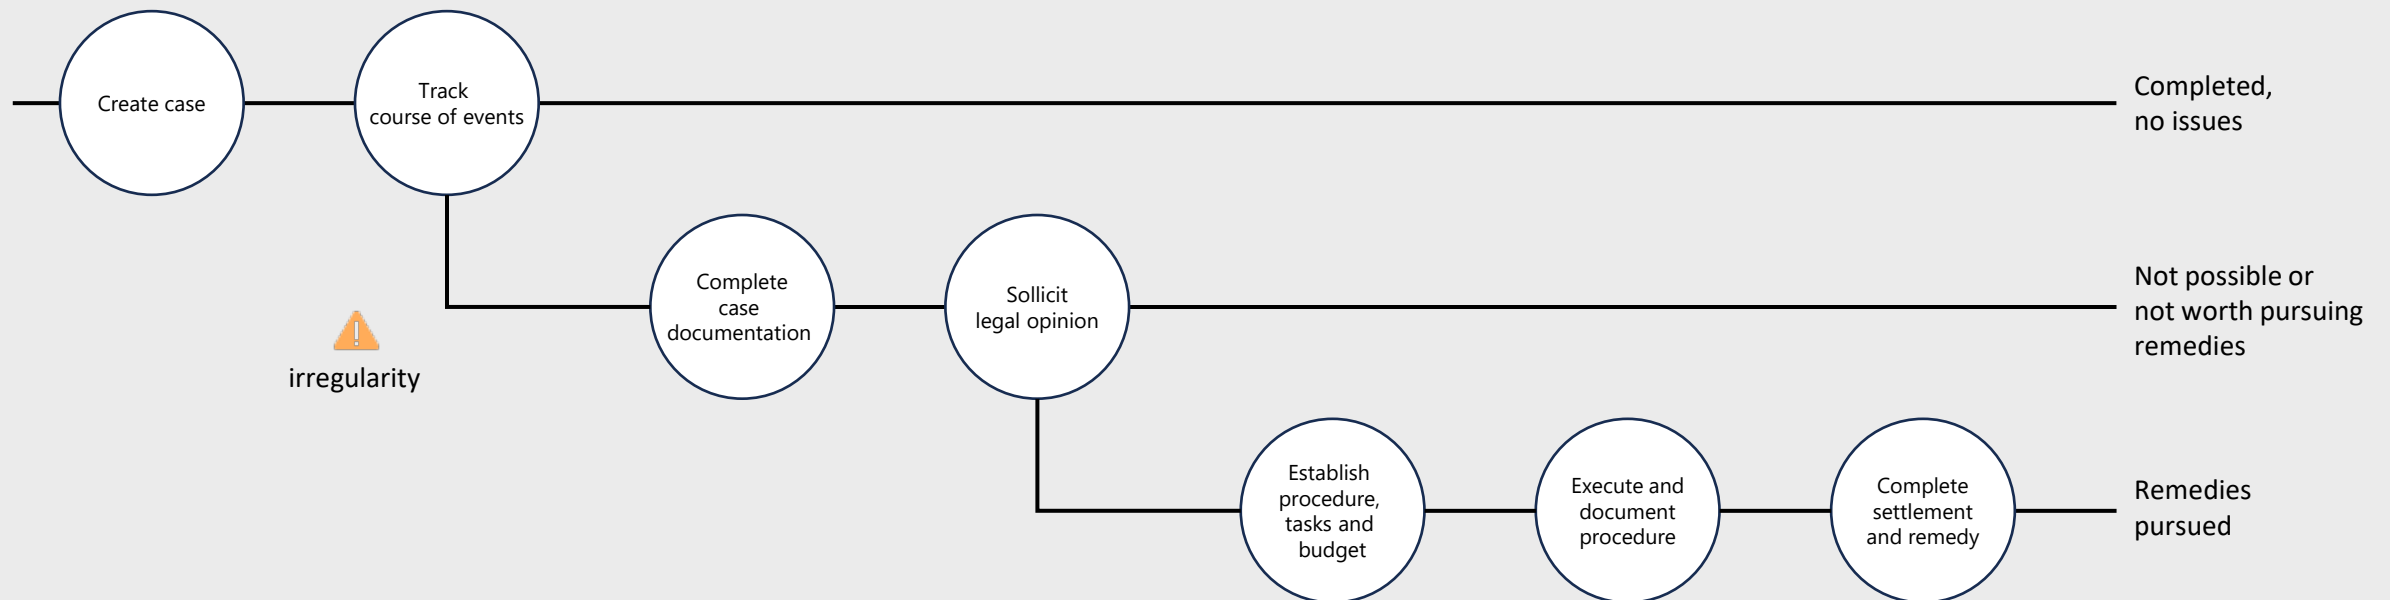 Create case
Track
course of events
Completed,
no issues
Complete
case
documentation
Sollicit
legal opinion
Not possible or
not worth pursuing
remedies
irregularity
Establish
procedure,
tasks and
budget
Execute and
document
procedure
Complete
settlement
and remedy
Remedies
pursued